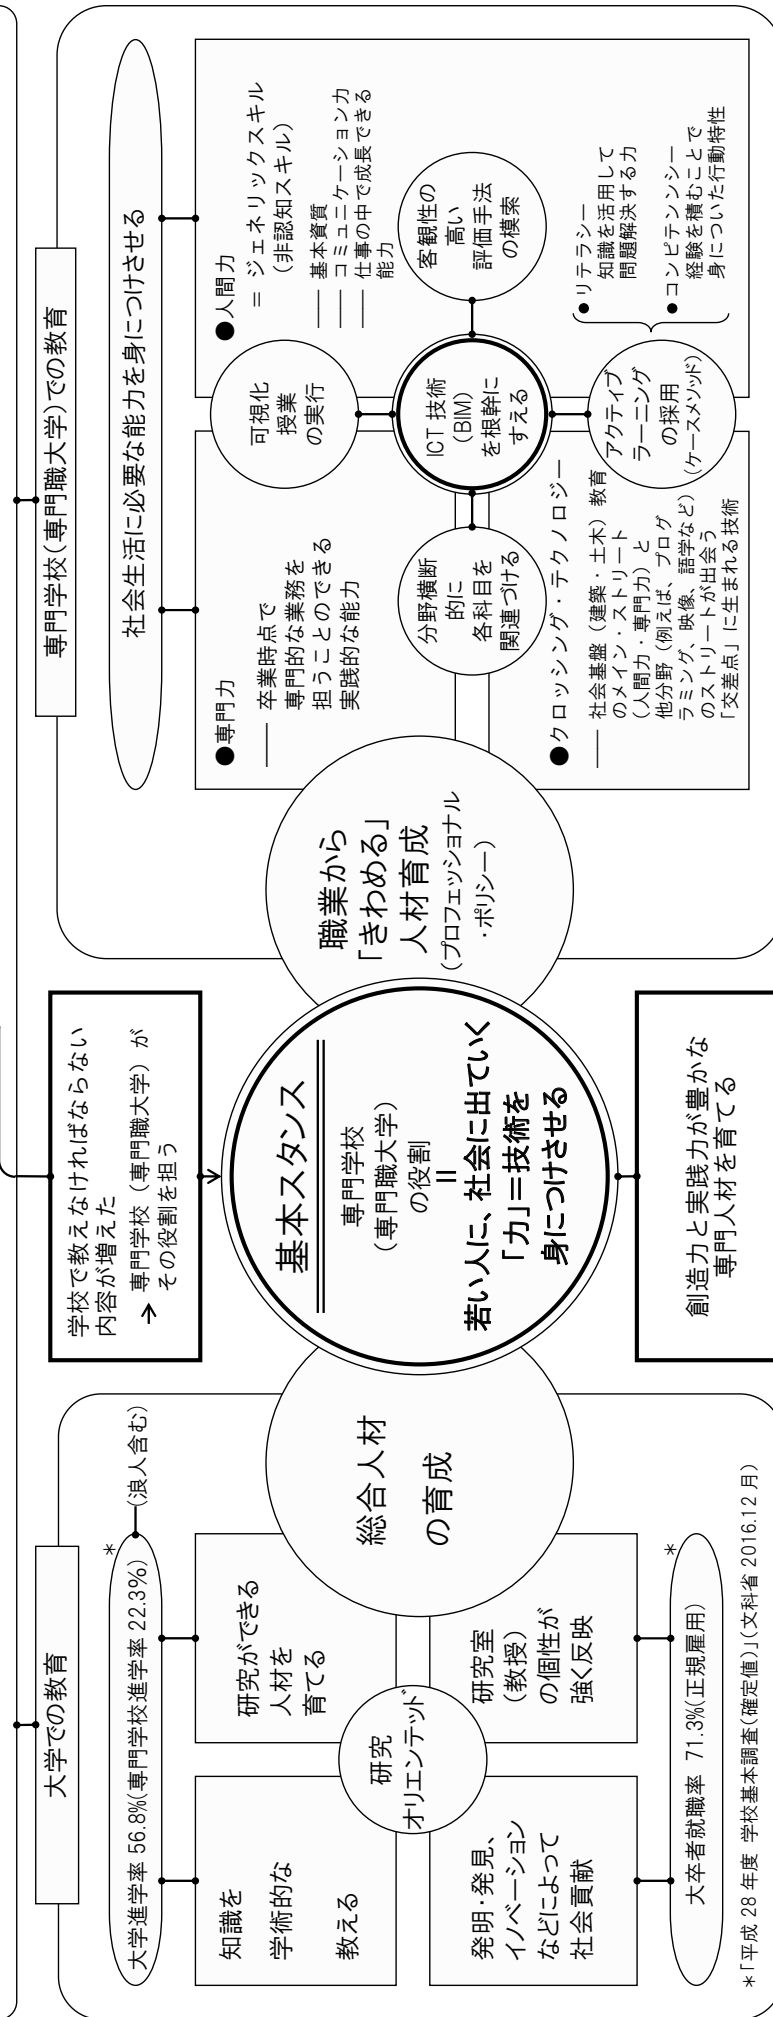 大学での教育
大学進学率 56.8%(専門学校進学率 22.3%)
*
(浪人含む)
知識を
学術的な
教える
研究ができる
人材を
育てる
研究
オリエンテッド
発明・発見、
イノベーション
などによって
社会貢献
研究室
(教授)
の個性が
強く反映
大卒者就職率 71.3%(正規雇用)
*
*「平成 28 年度 学校基本調査(確定値)」(文科省 2016.12 月)
総合人材
の育成
学校で教えなければならない
内容が増えた
→ 専門学校(専門職大学)が
その役割を担う
基本スタンス
専門学校
(専門職大学)
の役割
=
若い人に、社会に出ていく
「力」=技術を
身につけさせる
創造力と実践力が豊かな
専門人材を育てる
職業から
「きわめる」
人材育成
(プロフェッショナル
・ポリシー)
専門学校(専門職大学)での教育
社会生活に必要な能力を身につけさせる
●専門力
── 卒業時点で
専門的な業務を
担うことのできる
実践的な能力
●人間力
= ジェネリックスキル
(非認知スキル)
── 基本資質
── コミュニケーション力
── 仕事の中で成長できる
能力
可視化
授業
の実行
分野横断
的に
各科目を
関連づける
ICT 技術
(BIM)
を根幹に
すえる
客観性の
高い
評価手法
の模索
アクティブ
ラーニング
の採用
(ケースメソッド)
●クロッシング・テクノロジー
── 社会基盤(建築・土木)教育
のメイン・ストリート
(人間力・専門力)と
他分野(例えば、プログ
ラミング、映像、語学など)
のストリートが出会う
「交差点」に生まれる技術
●リテラシー
知識を活用して
問題解決する力
●コンピテンンシー
経験を積むことで
身についた行動特性